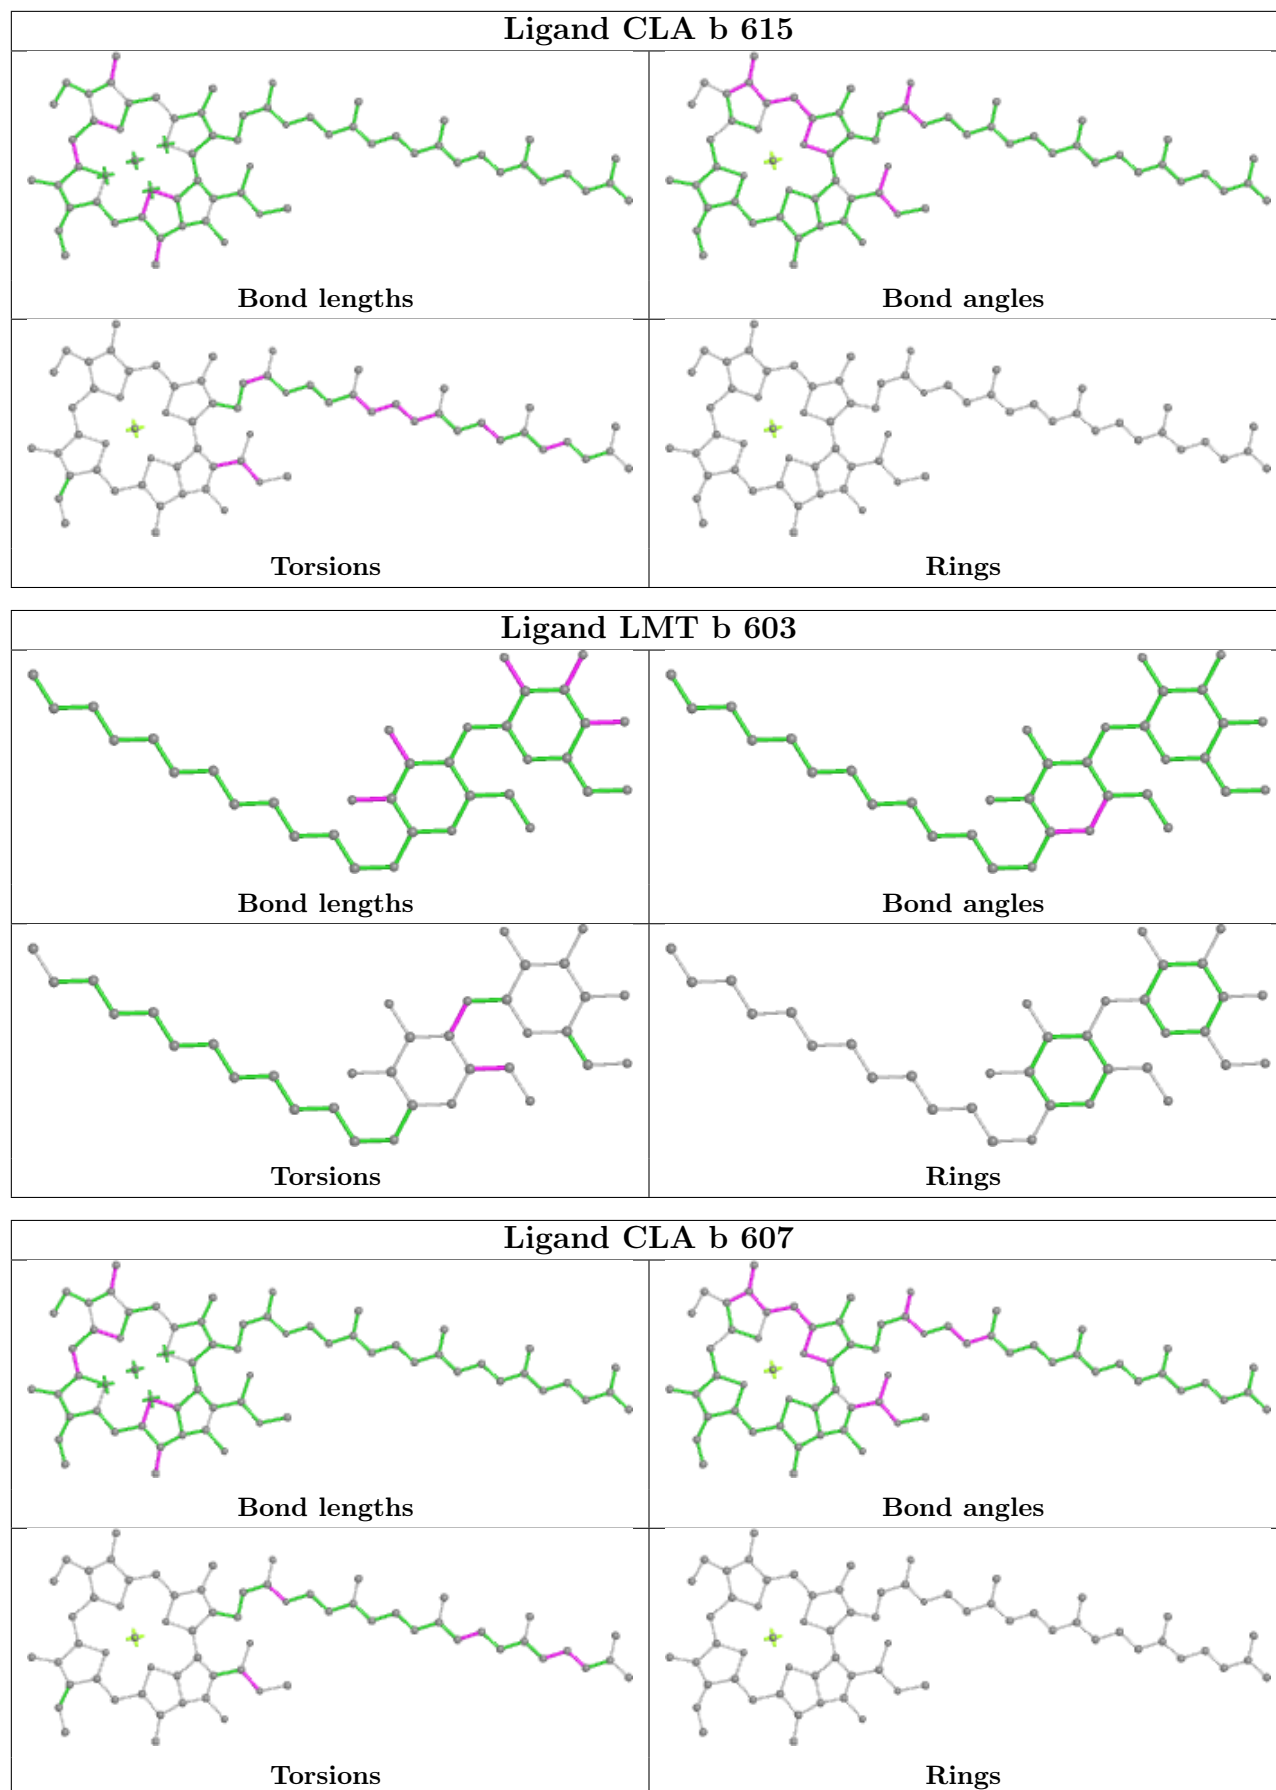 Ligand CLA b 615
Bond lengths
Bond angles
Torsions
Rings
Ligand LMT b 603
Bond lengths
Bond angles
Torsions
Rings
Ligand CLA b 607
Bond lengths
Bond angles
Torsions
Rings